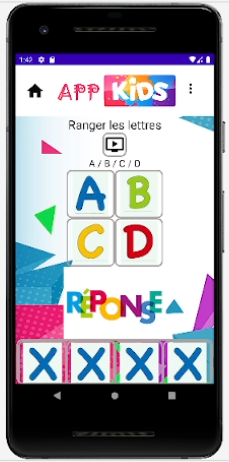 1:42
APP KiDS
Ranger les lettres
A / B / C / D
A B
C D
RÉPONSE
X X X X